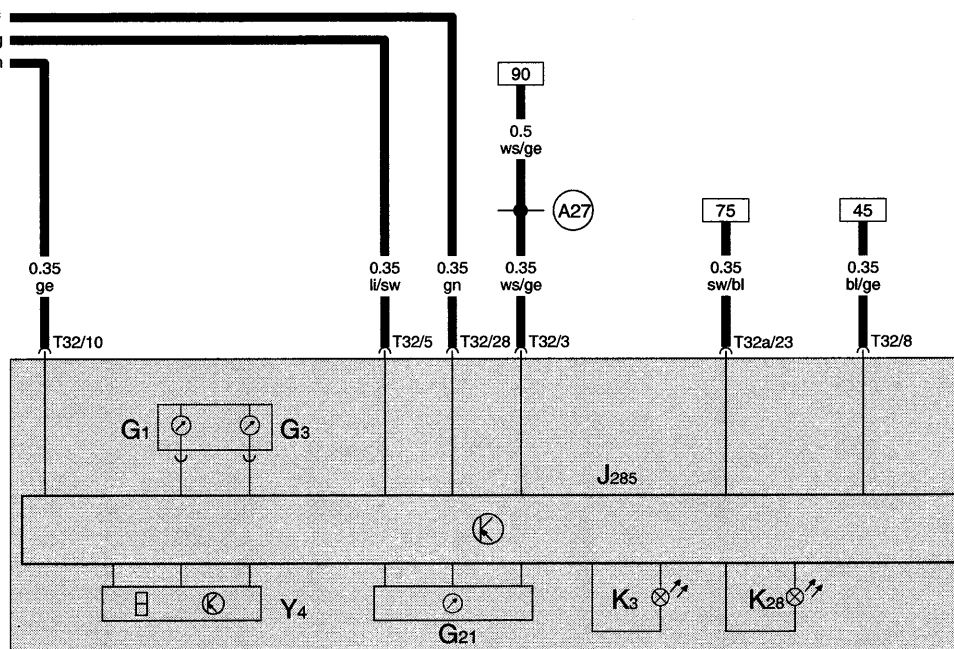 90
0.5
ws/ge
A27
75
45
0.35
ge
0.35
li/sw
0.35
gn
0.35
ws/ge
0.35
sw/bl
0.35
bl/ge
T32/10
T32/5
T32/28
T32/3
T32a/23
T32/8
G1
G3
J285
Y4
G21
K3
K28